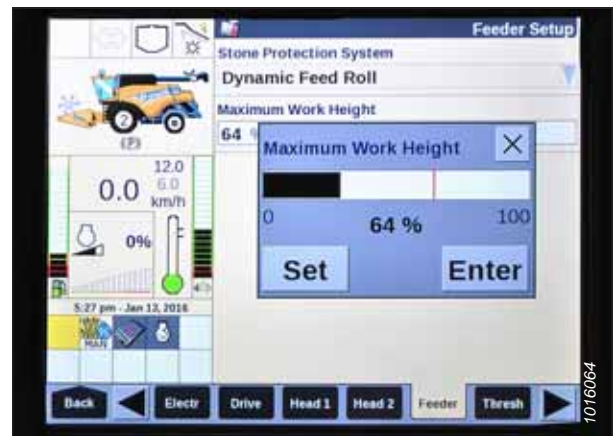 Feeder Setup
Stone Protection System
Dynamic Feed Roll
Maximum Work Height
64 %
Maximum Work Height
0
64 %
100
Set
Enter
2
(P)
0.0
12.0
6.0
km/h
0%
5:27 pm - Jan 12, 2016
MAN
Back
Electr
Drive
Head 1
Head 2
Feeder
Thresh
1016064